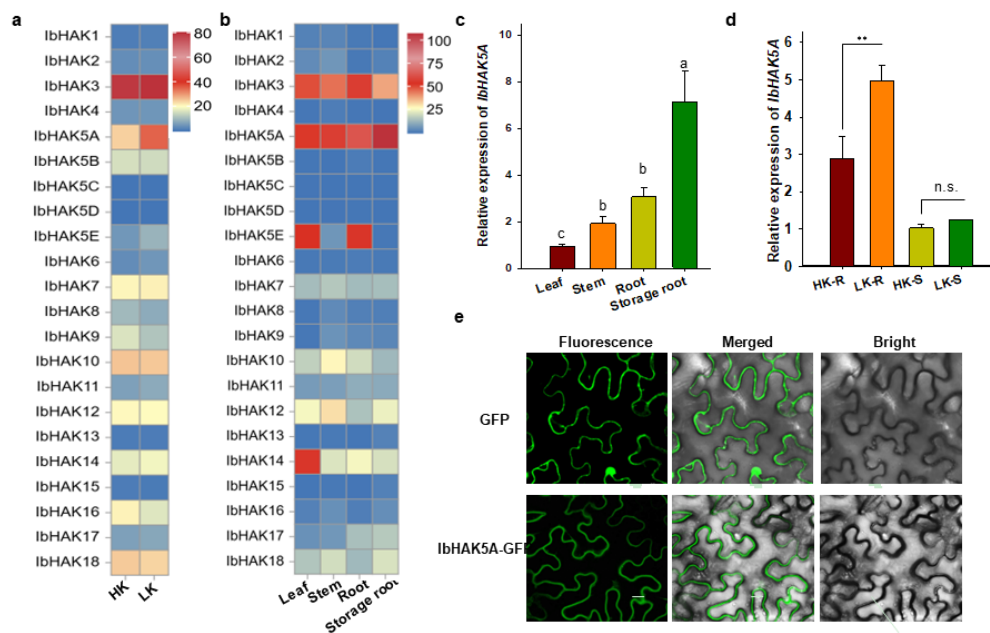 a
IbHAK1
IbHAK2
IbHAK3
IbHAK4
IbHAK5A
IbHAK5B
IbHAK5C
IbHAK5D
IbHAK5E
IbHAK6
IbHAK7
IbHAK8
IbHAK9
IbHAK10
IbHAK11
IbHAK12
IbHAK13
IbHAK14
IbHAK15
IbHAK16
IbHAK17
IbHAK18
HK LK
80
60
40
20
b
IbHAK1
IbHAK2
IbHAK3
IbHAK4
IbHAK5A
IbHAK5B
IbHAK5C
IbHAK5D
IbHAK5E
IbHAK6
IbHAK7
IbHAK8
IbHAK9
IbHAK10
IbHAK11
IbHAK12
IbHAK13
IbHAK14
IbHAK15
IbHAK16
IbHAK17
IbHAK18
Leaf Stem Root Storage root
100
75
50
25
c
Relative expression of IbHAK5A
10
8
6
4
2
0
c b b a
Leaf Stem Root Storage root
d
Relative expression of IbHAK5A
6
5
4
3
2
1
0
**
n.s.
HK-R LK-R HK-S LK-S
e
Fluorescence Merged Bright
GFP
IbHAK5A-GFP